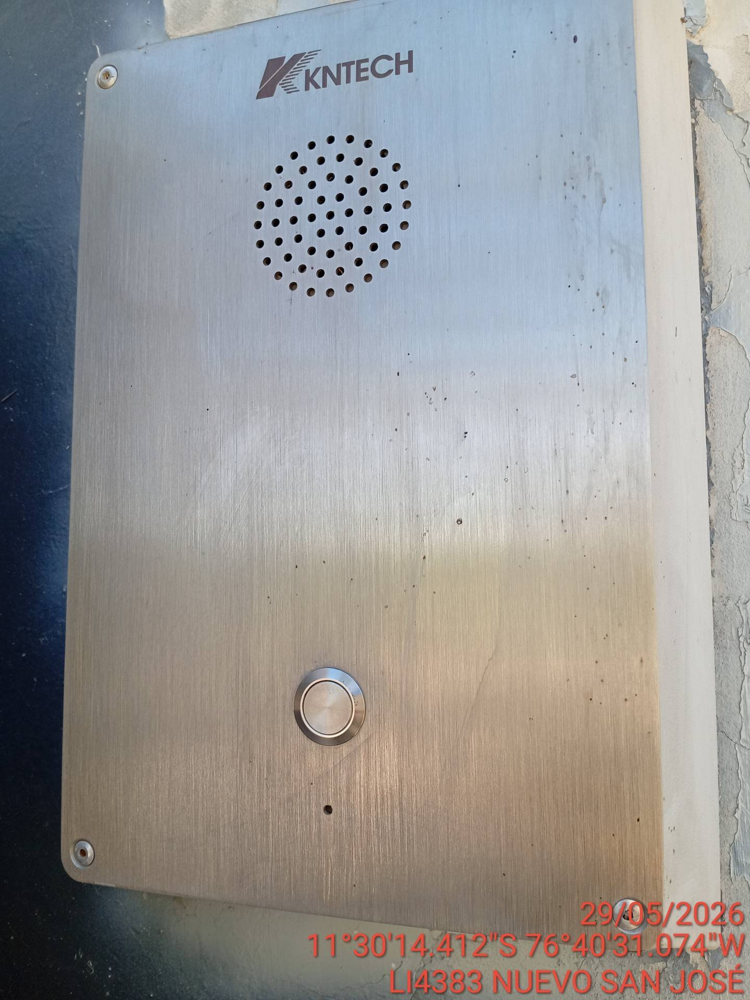 KNTECH
29/05/2026
11°30'14.412"S 76°40'31.074"W
LI4383 NUEVO SAN JOSÉ